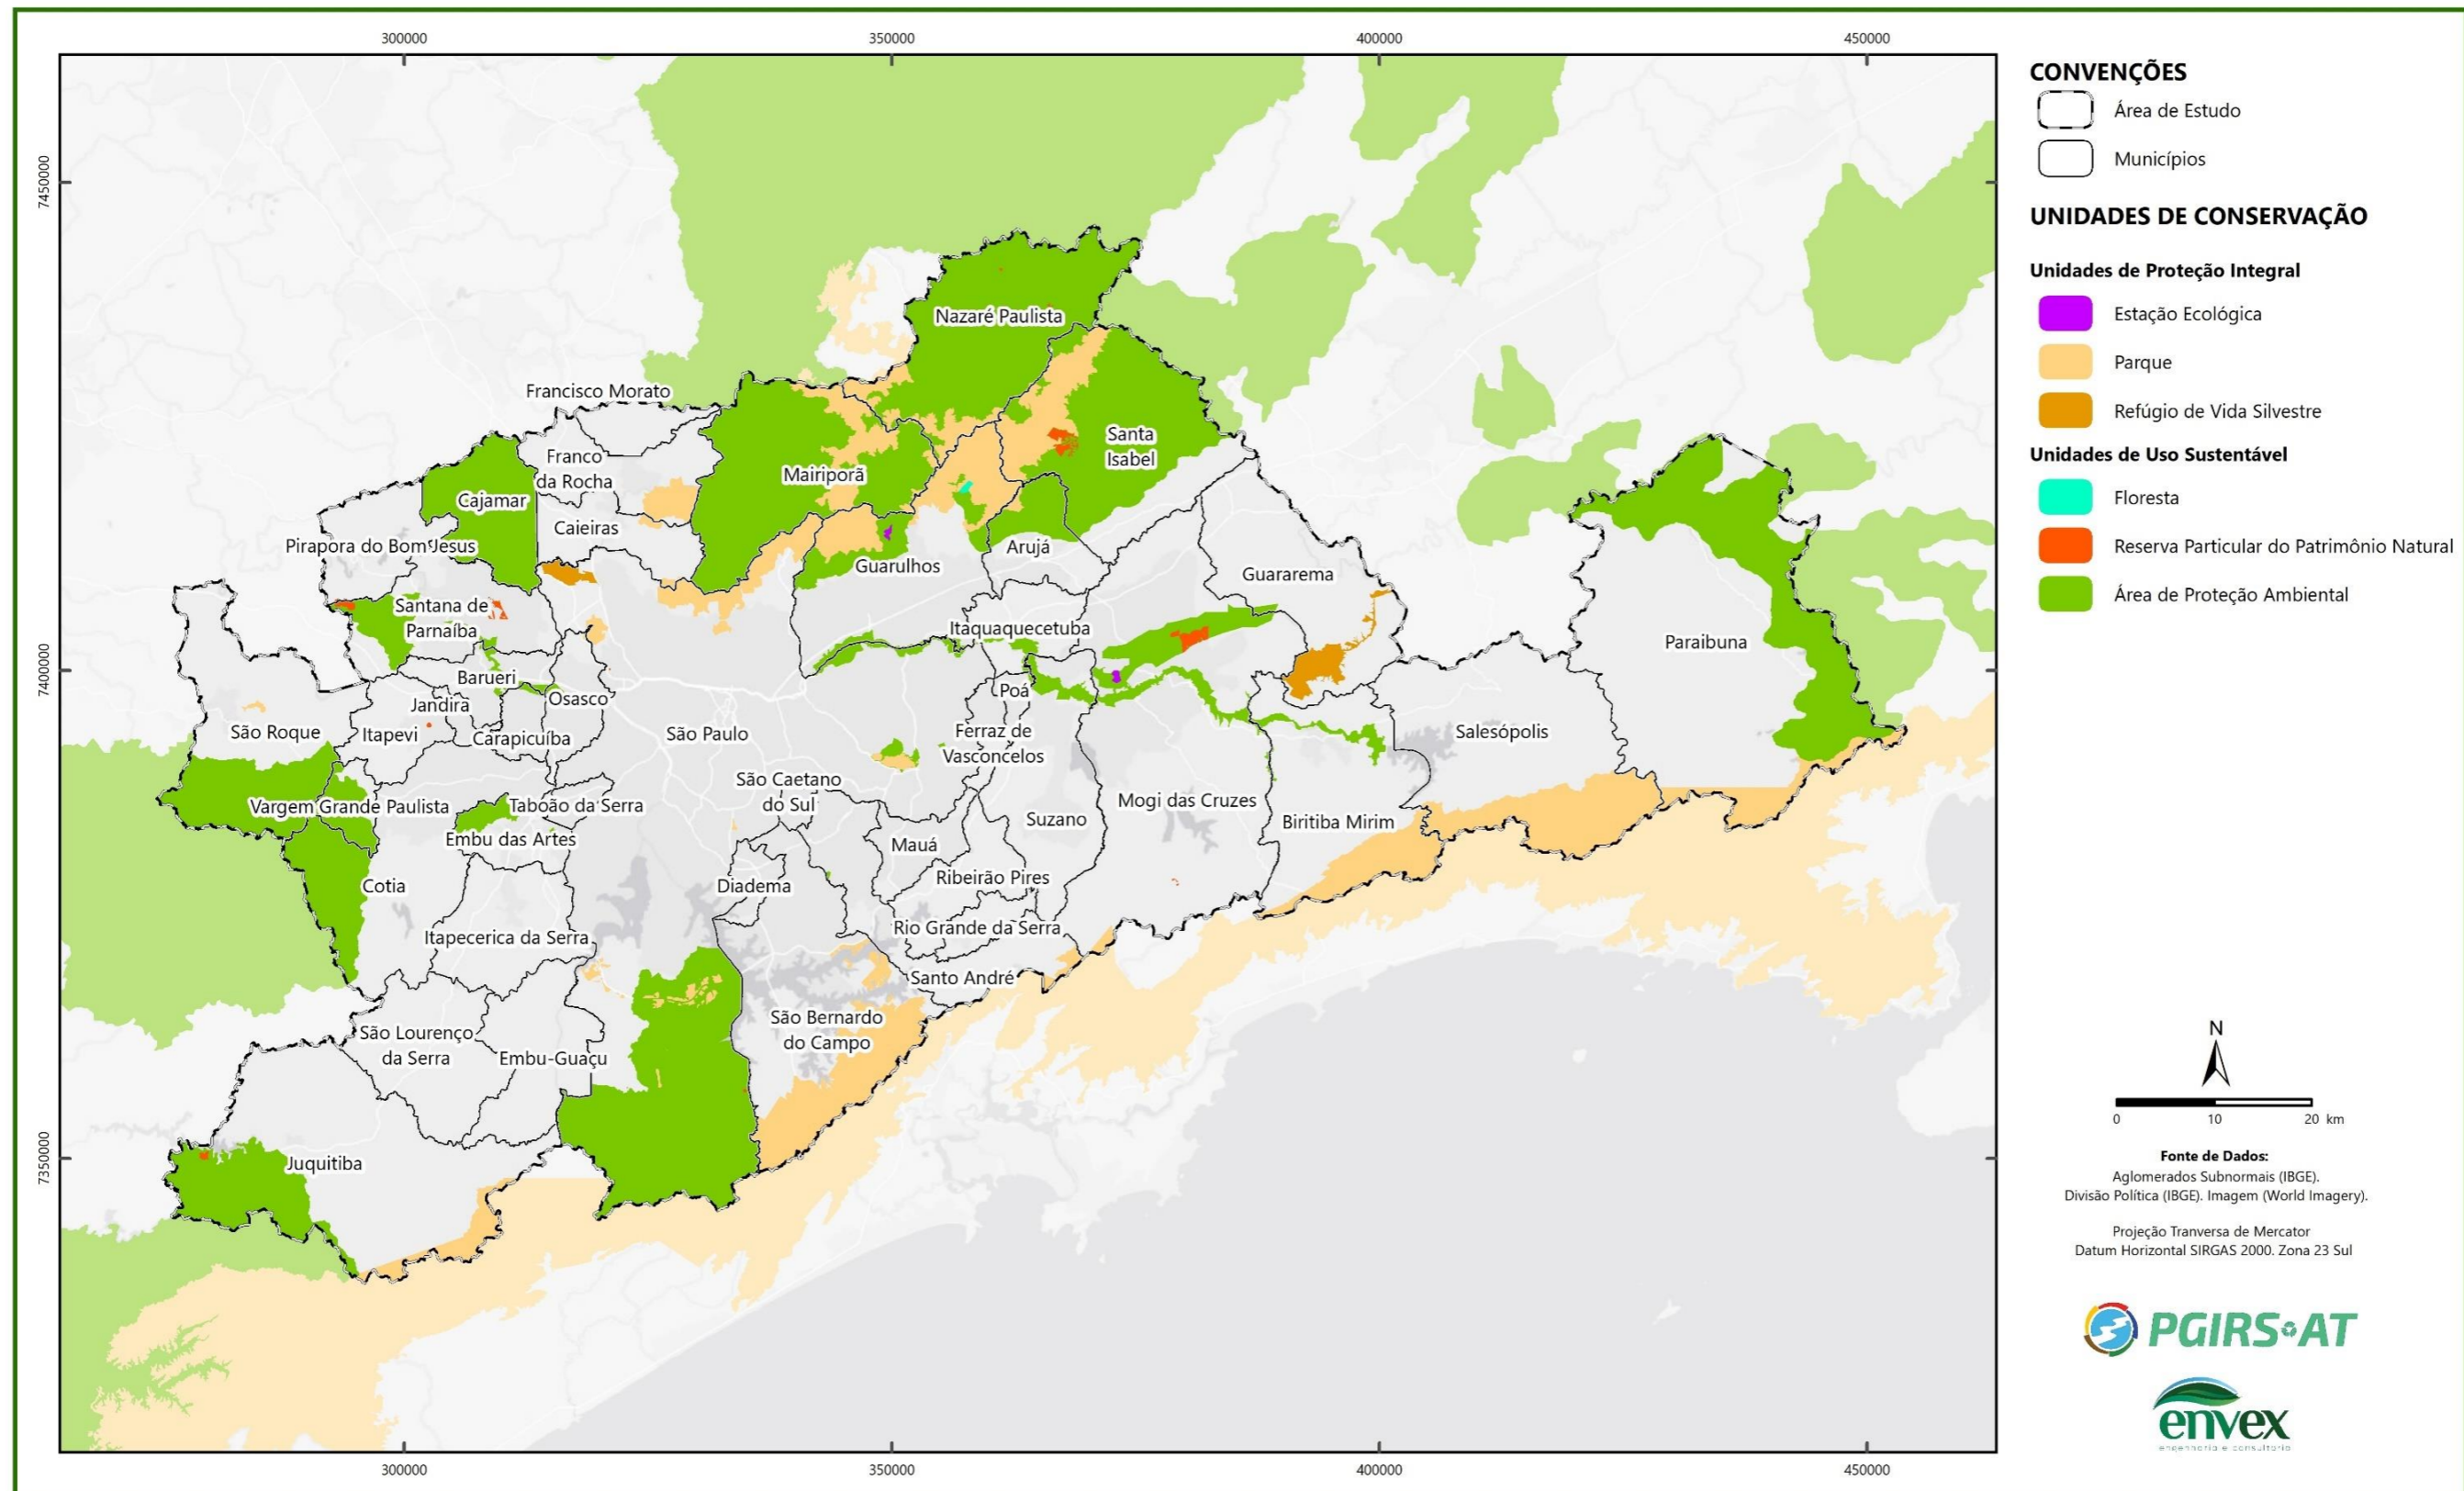 300000
350000
400000
450000
7450000
7400000
7350000
Nazaré Paulista
Francisco Morato
Santa
Isabel
Franco
da Rocha
Mairiporã
Cajamar
Caieiras
Pirapora do Bom Jesus
Arujá
Guarulhos
Guararema
Santana de
Parnaíba
Itaquaquecetuba
Paraibuna
Barueri
Poá
Jandira
Osasco
São Roque
Itapevi
Carapicuíba
São Paulo
Ferraz de
Vasconcelos
Salesópolis
São Caetano
do Sul
Vargem Grande Paulista
Taboão da Serra
Mogi das Cruzes
Suzano
Biritiba Mirim
Embu das Artes
Mauá
Cotia
Diadema
Ribeirão Pires
Rio Grande da Serra
Itapecerica da Serra
Santo André
São Bernardo
do Campo
São Lourenço
da Serra
Embu-Guaçu
Juquitiba
300000
350000
400000
450000
CONVENÇÕES
Área de Estudo
Municípios
UNIDADES DE CONSERVAÇÃO
Unidades de Proteção Integral
Estação Ecológica
Parque
Refúgio de Vida Silvestre
Unidades de Uso Sustentável
Floresta
Reserva Particular do Patrimônio Natural
Área de Proteção Ambiental
N
0 10 20 km
Fonte de Dados:
Aglomerados Subnormais (IBGE).
Divisão Política (IBGE). Imagem (World Imagery).
Projeção Tranversa de Mercator
Datum Horizontal SIRGAS 2000. Zona 23 Sul
PGIRS AT
envex
engenharia e consultoria